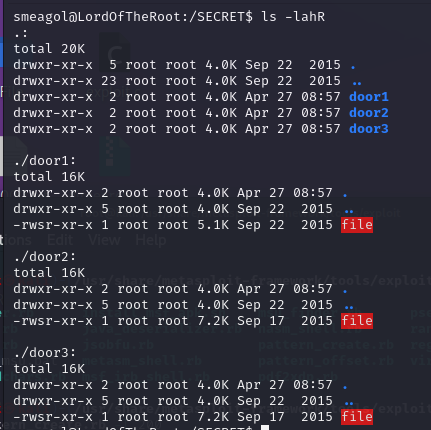 smeagol@LordOfTheRoot:/SECRET$ ls -lahR
.:
total 20K
drwxr-xr-x  5 root root 4.0K Sep 22  2015 .
drwxr-xr-x 23 root root 4.0K Sep 22  2015 ..
drwxr-xr-x  2 root root 4.0K Apr 27 08:57 door1
drwxr-xr-x  2 root root 4.0K Apr 27 08:57 door2
drwxr-xr-x  2 root root 4.0K Apr 27 08:57 door3

./door1:
total 16K
drwxr-xr-x 2 root root 4.0K Apr 27 08:57 .
drwxr-xr-x 5 root root 4.0K Sep 22  2015 ..
-rwsr-xr-x 1 root root 5.1K Sep 22  2015 file

./door2:
total 16K
drwxr-xr-x 2 root root 4.0K Apr 27 08:57 .
drwxr-xr-x 5 root root 4.0K Sep 22  2015 ..
-rwsr-xr-x 1 root root 7.2K Sep 17  2015 file

./door3:
total 16K
drwxr-xr-x 2 root root 4.0K Apr 27 08:57 .
drwxr-xr-x 5 root root 4.0K Sep 22  2015 ..
-rwsr-xr-x 1 root root 7.2K Sep 17  2015 file